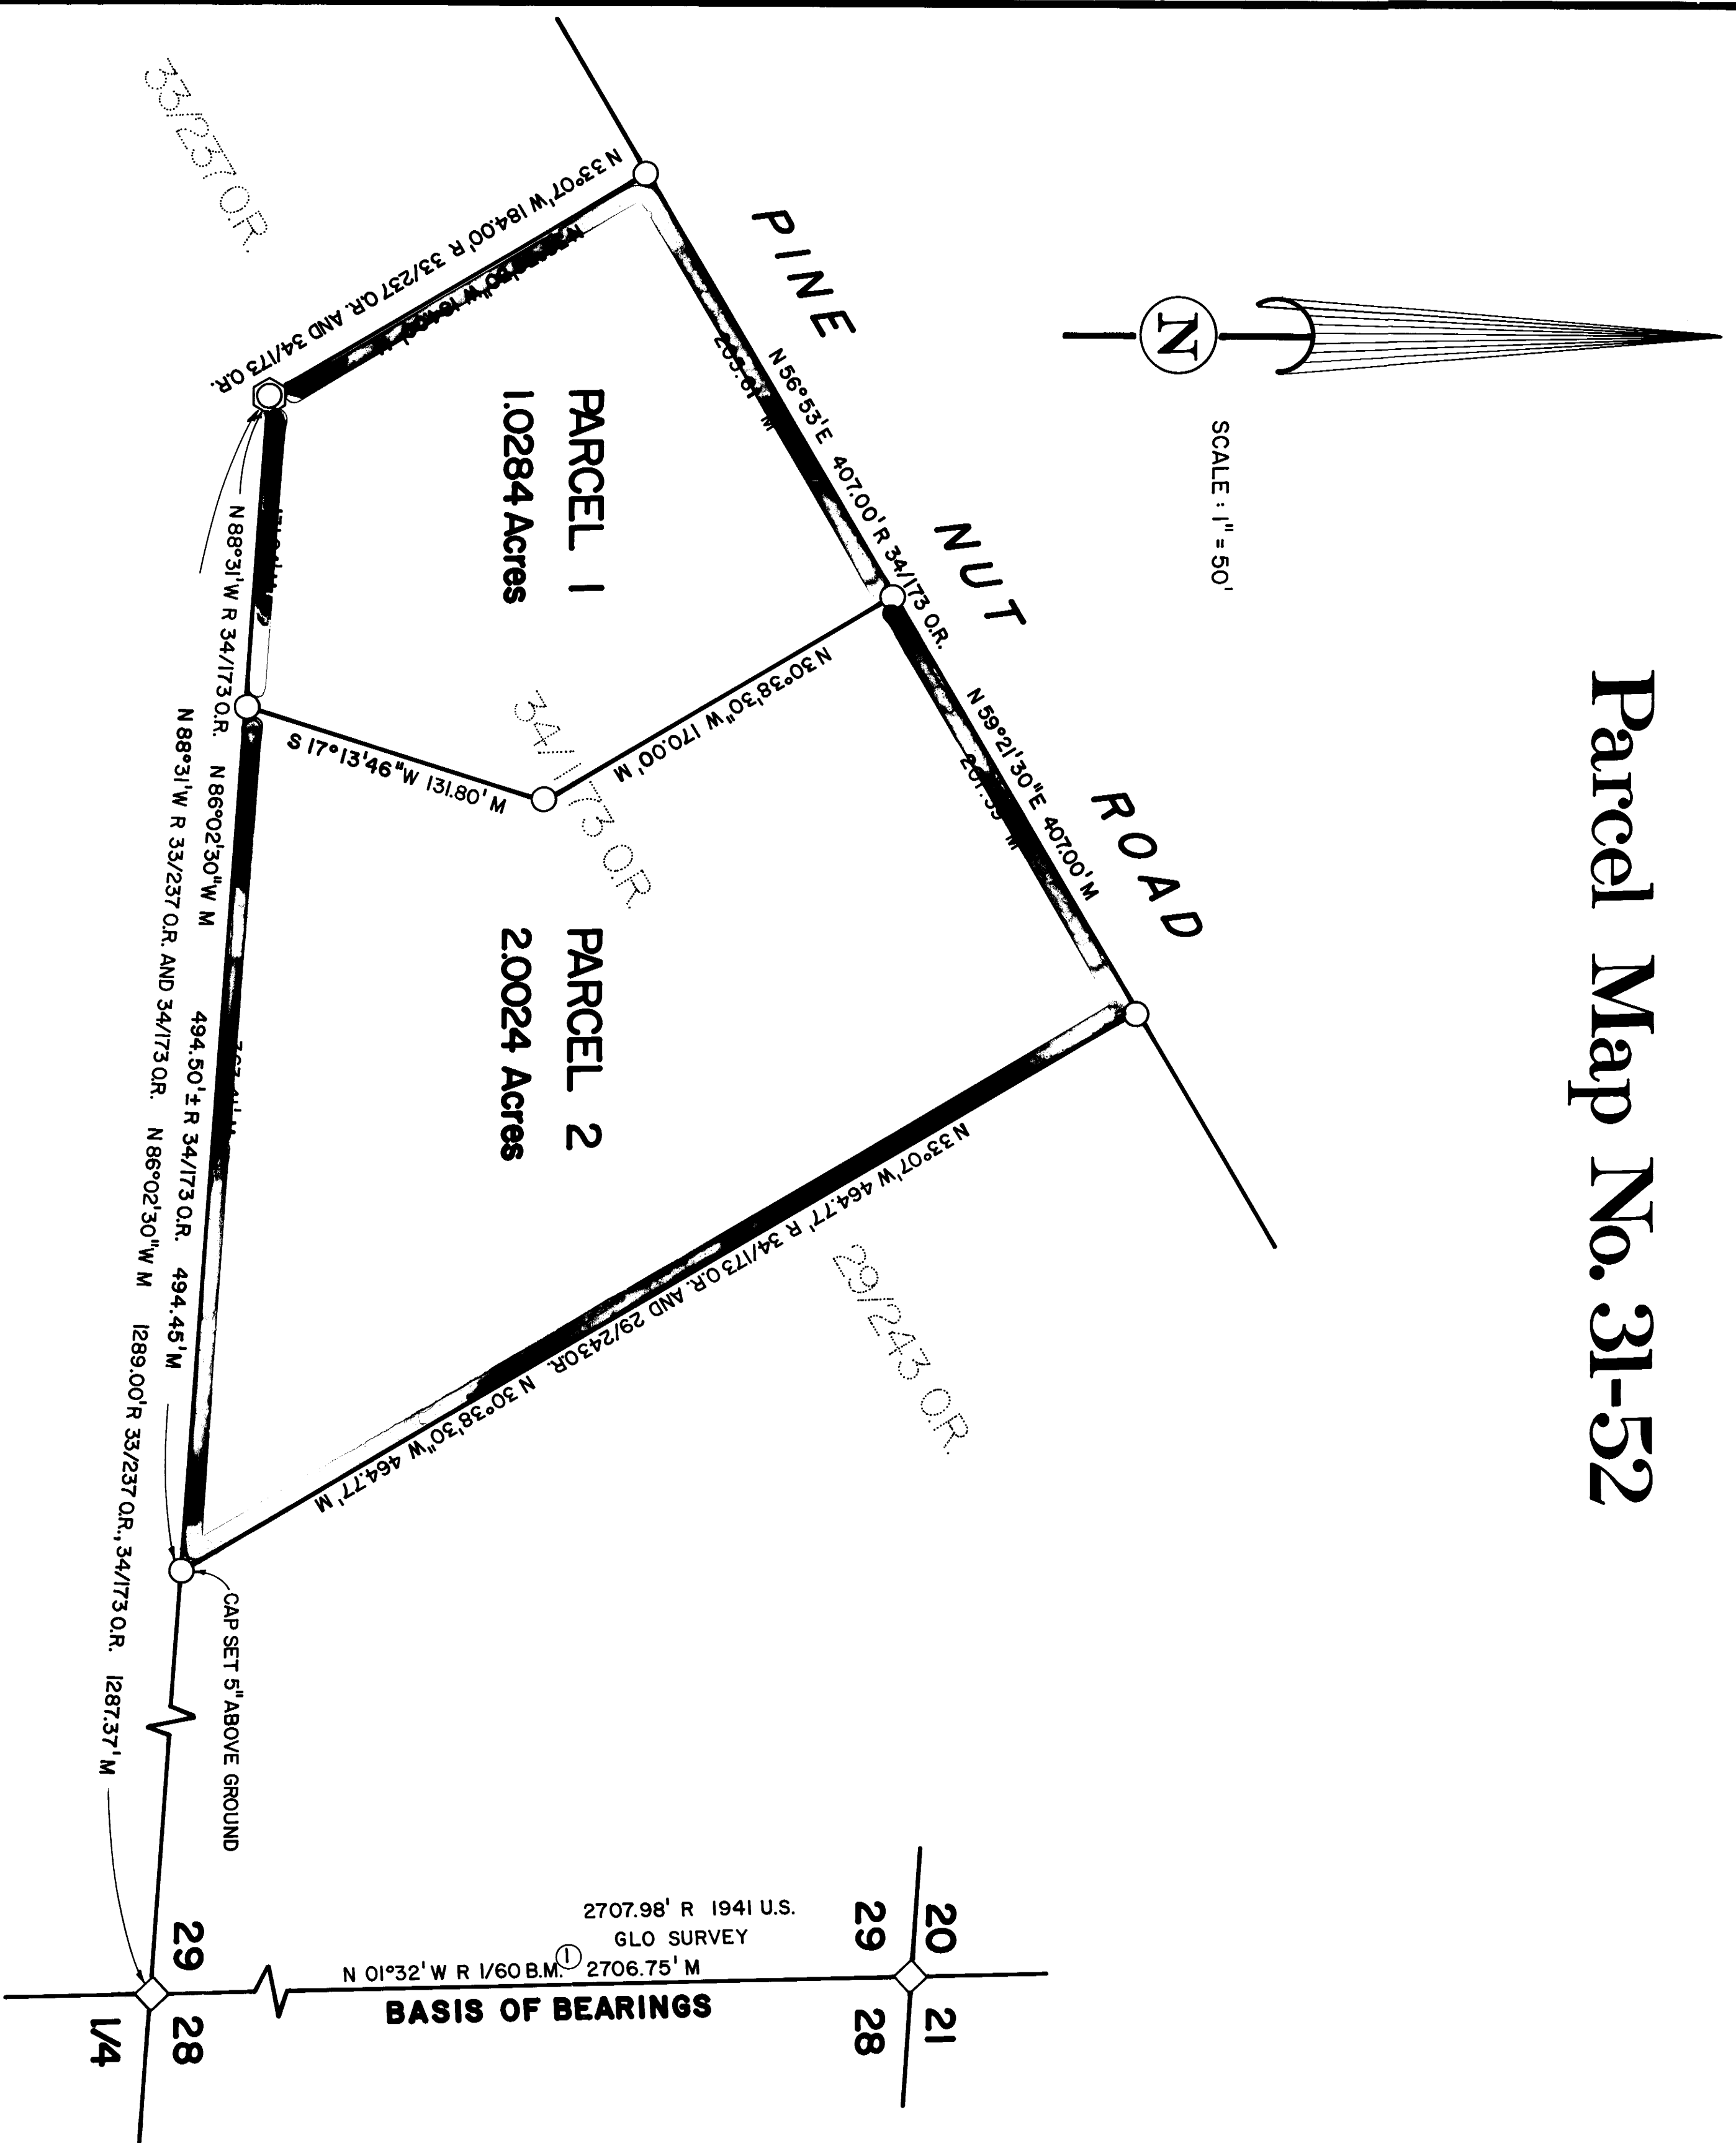 Parcel Map No. 31-52
N
SCALE : 1" = 50'
PINE NUT ROAD
N 56°53'E 407.00' R 34/173 O.R.
N 59°21'30"E 407.00' M
N 33°07' W 184.00' R 33/237 O.R. AND 34/173 O.R.
33/237 O.R.
PARCEL 1
1.0284 Acres
N 30°38'30" W 170.00' M
S 17°13'46"W 131.80' M
34/173 O.R.
PARCEL 2
2.0024 Acres
N 33°07' W 464.77' R 34/173 O.R. AND 29/243 O.R.
N 30°38'30" W 464.77' M
29/243 O.R.
N 88°31' W R 34/173 O.R. N 86°02'30" W M
494.50'± R 34/173 O.R. 494.45' M
N 88°31' W R 33/237 O.R. AND 34/173 O.R. N 86°02'30" W M 1289.00' R 33/237 O.R., 34/173 O.R. 1287.37' M
CAP SET 5" ABOVE GROUND
20 21
29 28
2707.98' R 1941 U.S.
GLO SURVEY
N 01°32' W R 1/60 B.M. 1 2706.75' M
BASIS OF BEARINGS
29 28
1/4